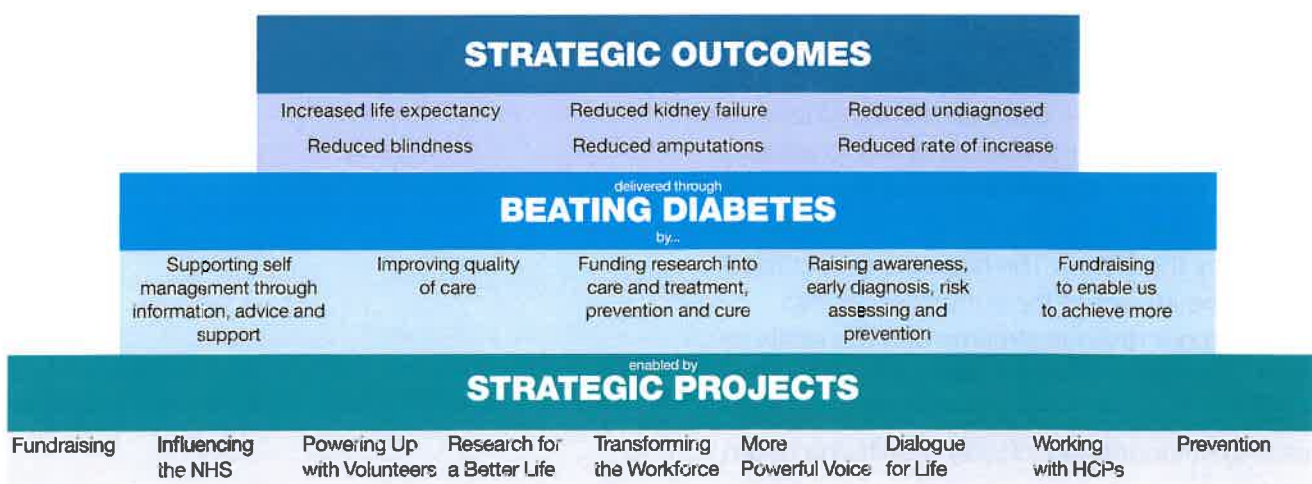 STRATEGIC OUTCOMES
Increased life expectancy Reduced kidney failure Reduced undiagnosed
Reduced blindness Reduced amputations Reduced rate of increase
delivered through
BEATING DIABETES
by...
Supporting self
management through
information, advice and
support
Improving quality
of care
Funding research into
care and treatment,
prevention and cure
Raising awareness,
early diagnosis, risk
assessing and
prevention
Fundraising
to enable us
to achieve more
enabled by
STRATEGIC PROJECTS
Fundraising
Influencing
the NHS
Powering Up
with Volunteers
Research for
a Better Life
Transforming
the Workforce
More
Powerful Voice
Dialogue
for Life
Working
with HCPs
Prevention